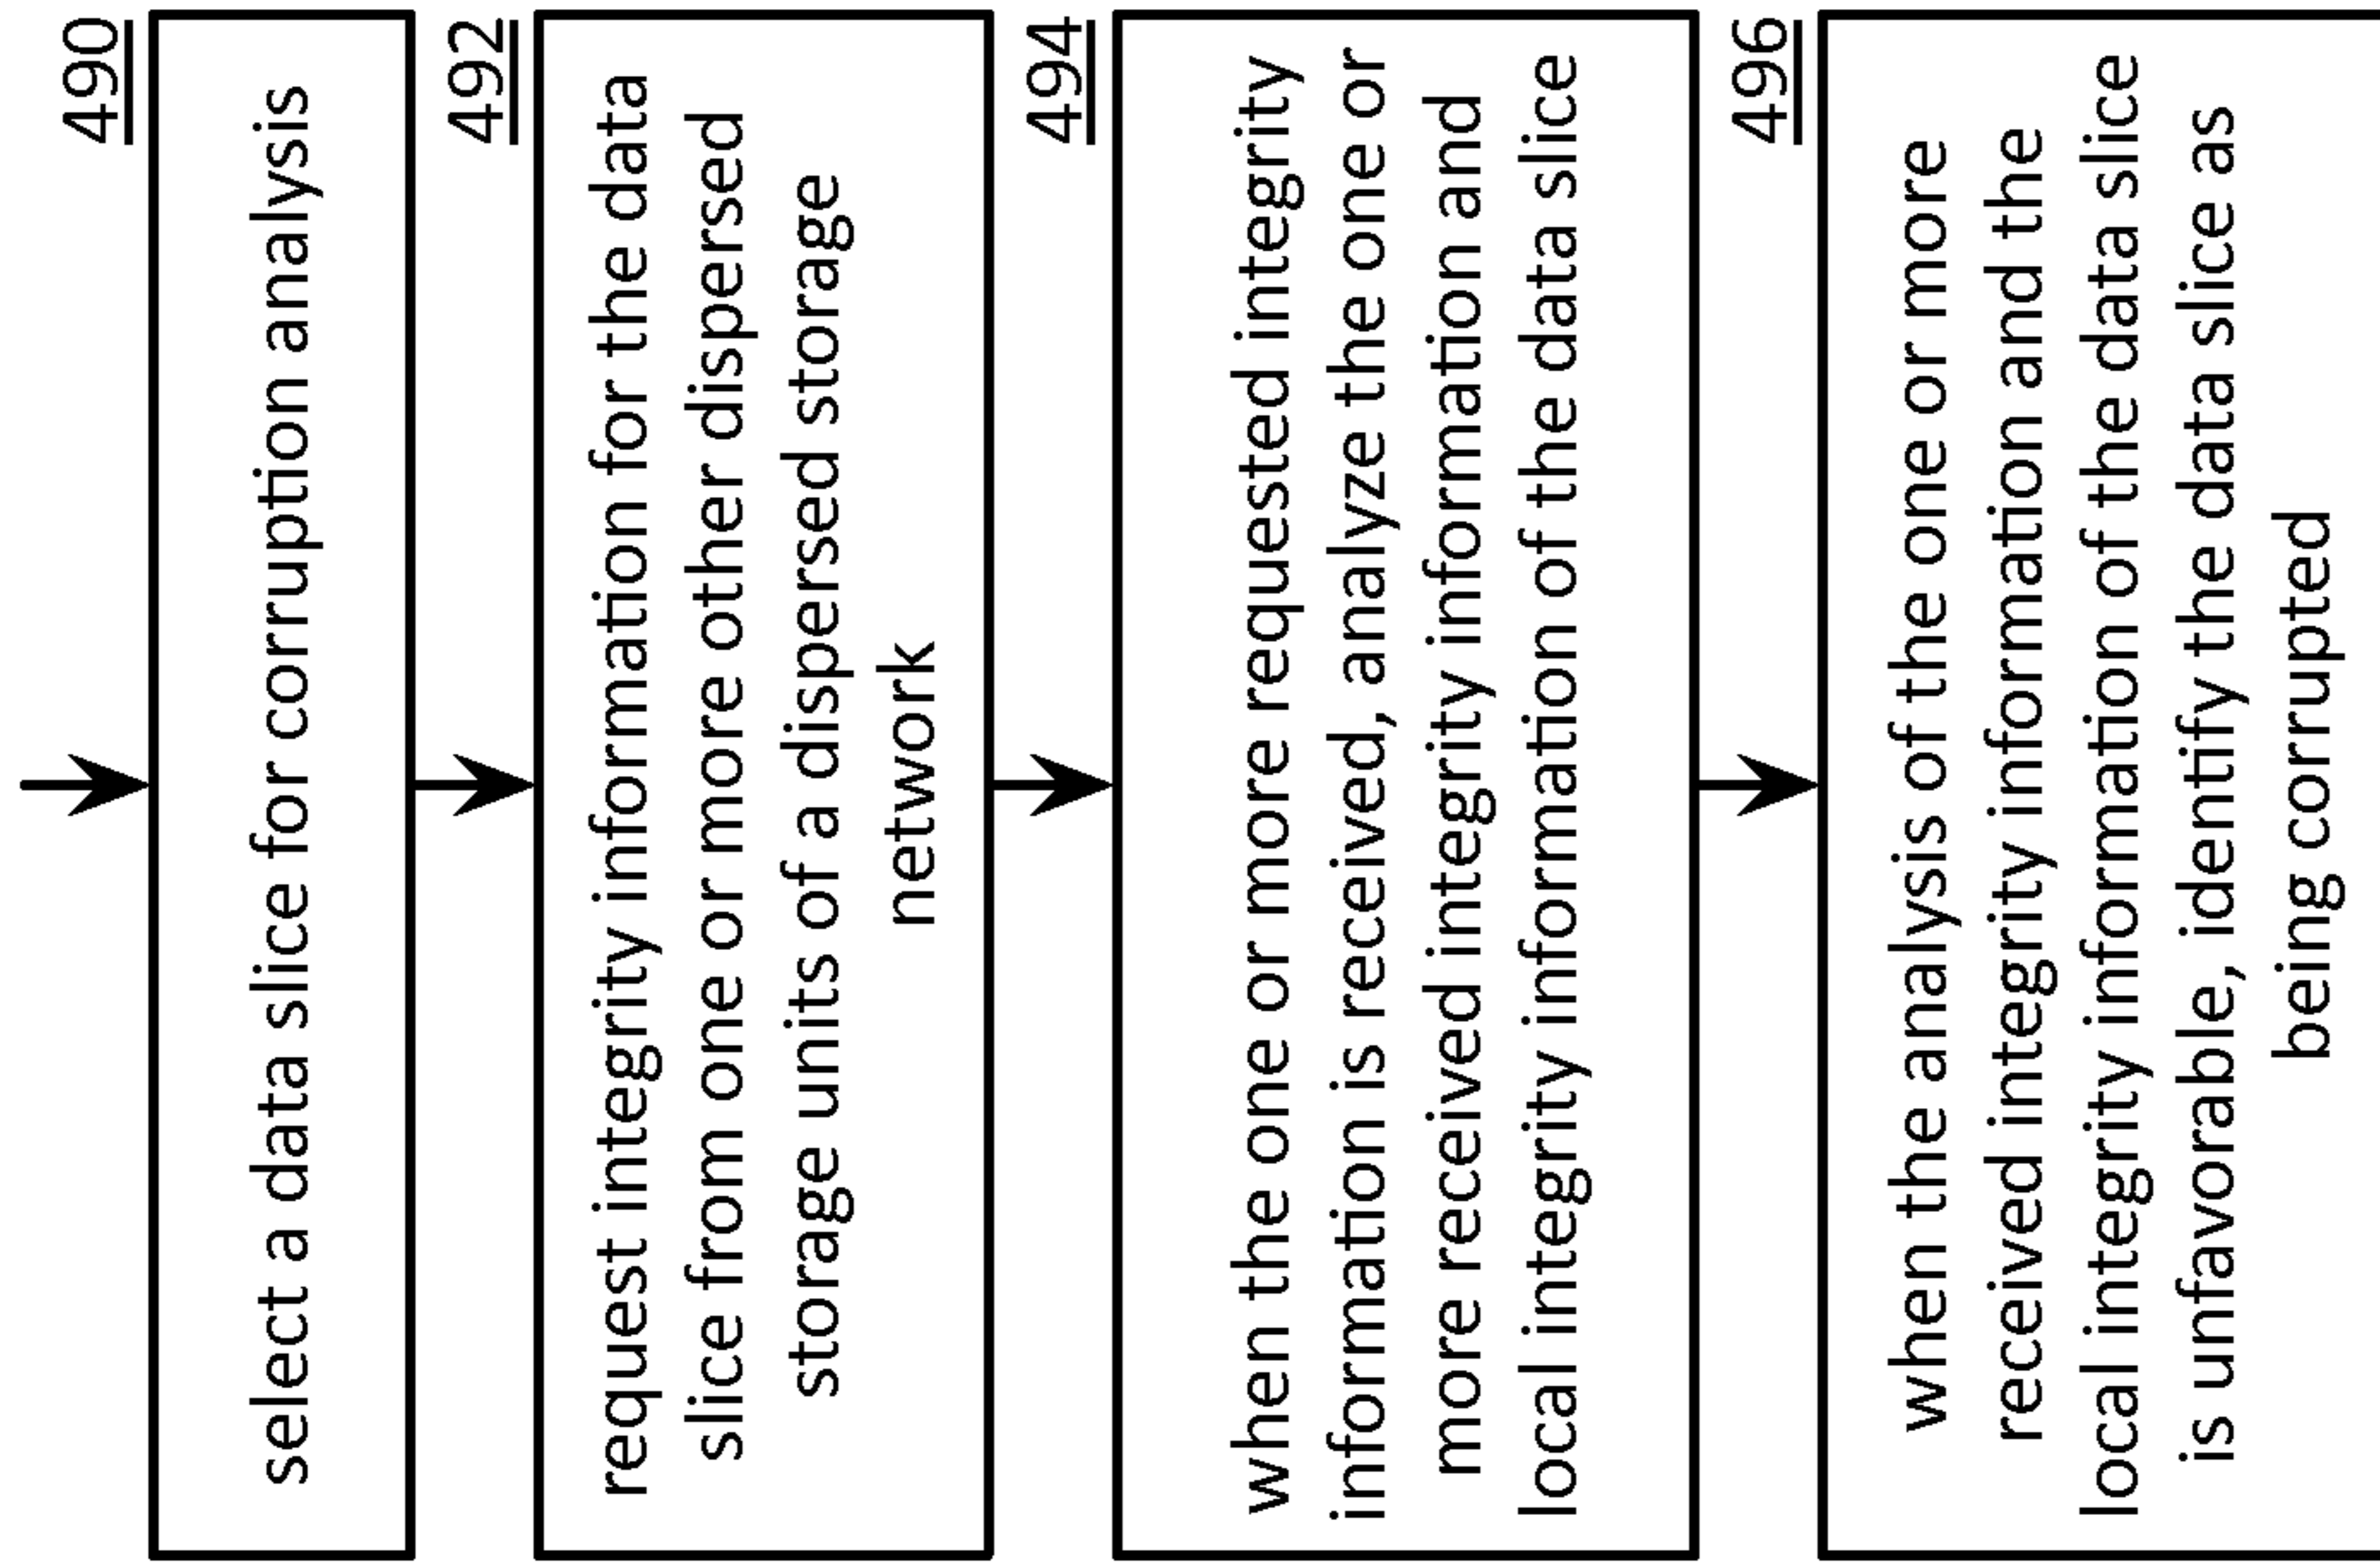 490
select a data slice for corruption analysis
492
request integrity information for the data
slice from one or more other dispersed
storage units of a dispersed storage
network
494
when the one or more requested integrity
information is received, analyze the one or
more received integrity information and
local integrity information of the data slice
496
when the analysis of the one or more
received integrity information and the
local integrity information of the data slice
is unfavorable, identify the data slice as
being corrupted